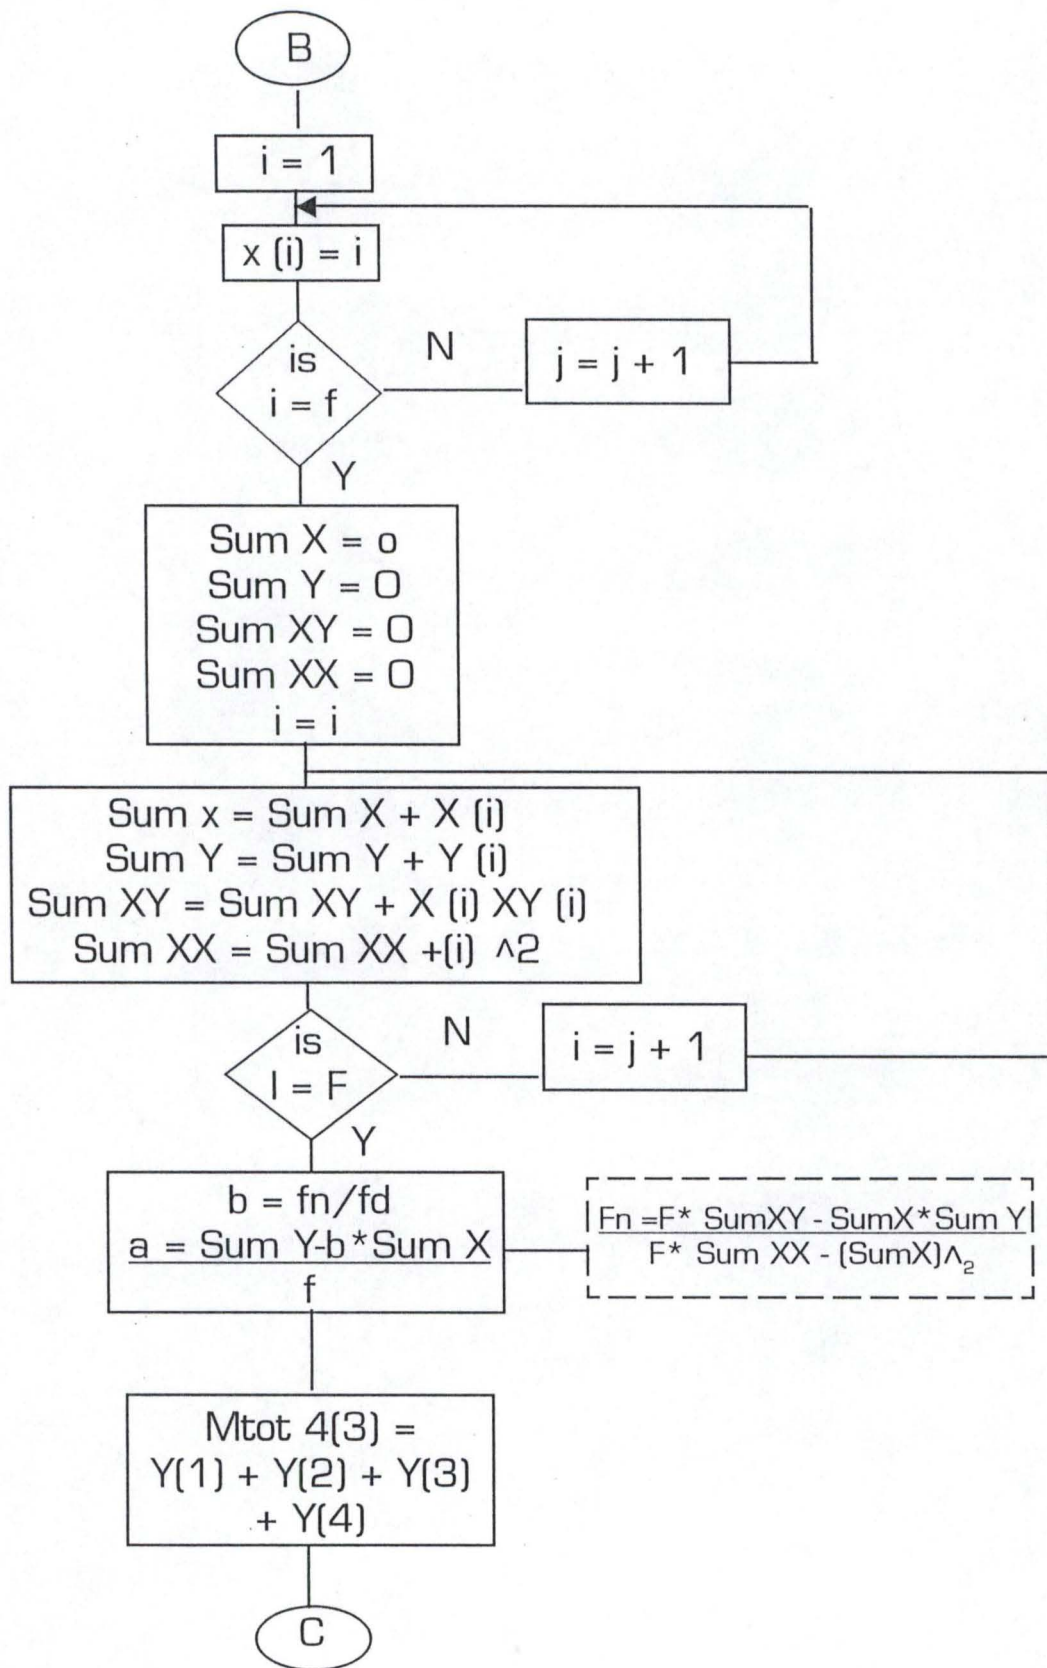 B
i = 1
x (i) = i
is
i = f
N
j = j + 1
Y
Sum X = o
Sum Y = O
Sum XY = O
Sum XX = O
i = i
Sum x = Sum X + X (i)
Sum Y = Sum Y + Y (i)
Sum XY = Sum XY + X (i) XY (i)
Sum XX = Sum XX +(i) ^2
is
I = F
N
i = j + 1
Y
b = fn/fd
a = Sum Y-b*Sum X
f
Fn =F* SumXY - SumX*Sum Y
F* Sum XX - (SumX)^2
Mtot 4(3) =
Y(1) + Y(2) + Y(3)
+ Y(4)
C